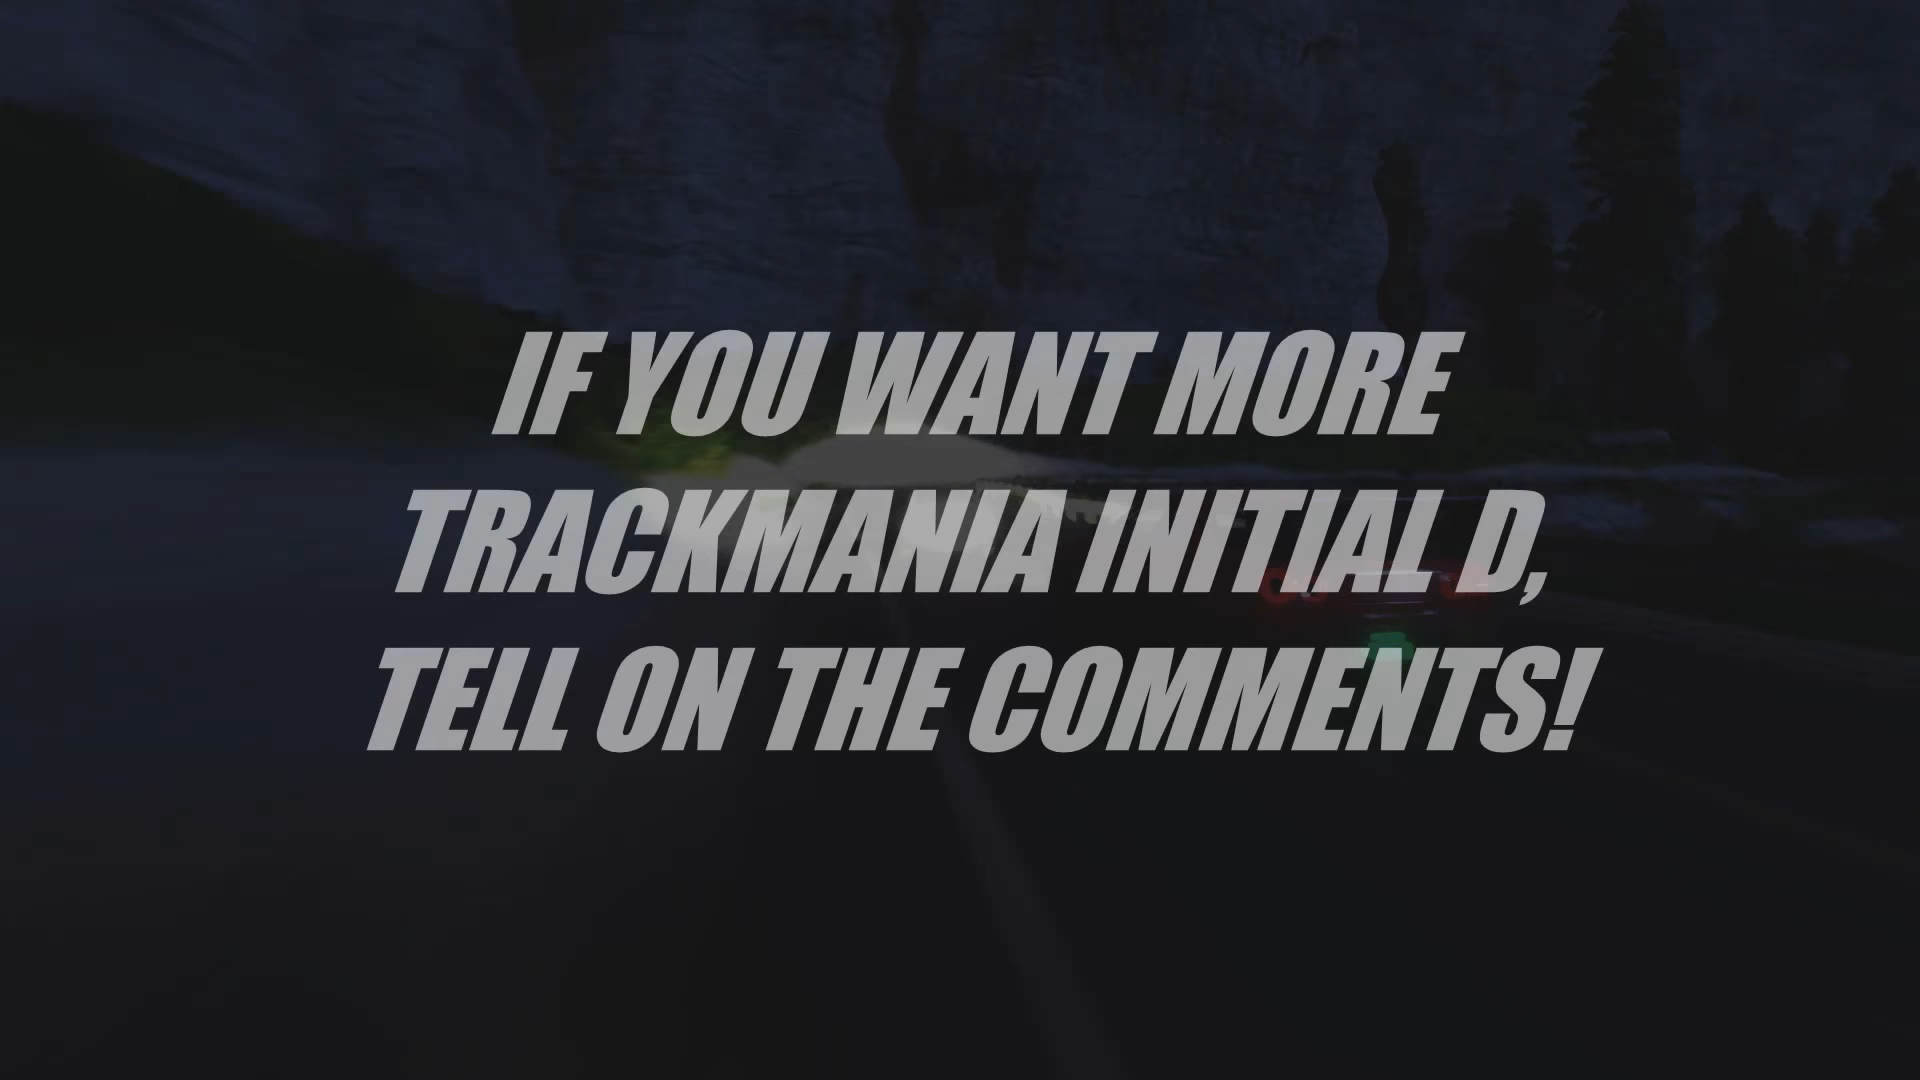 IF YOU WANT MORE
TRACKMANIA INITIAL D,
TELL ON THE COMMENTS!